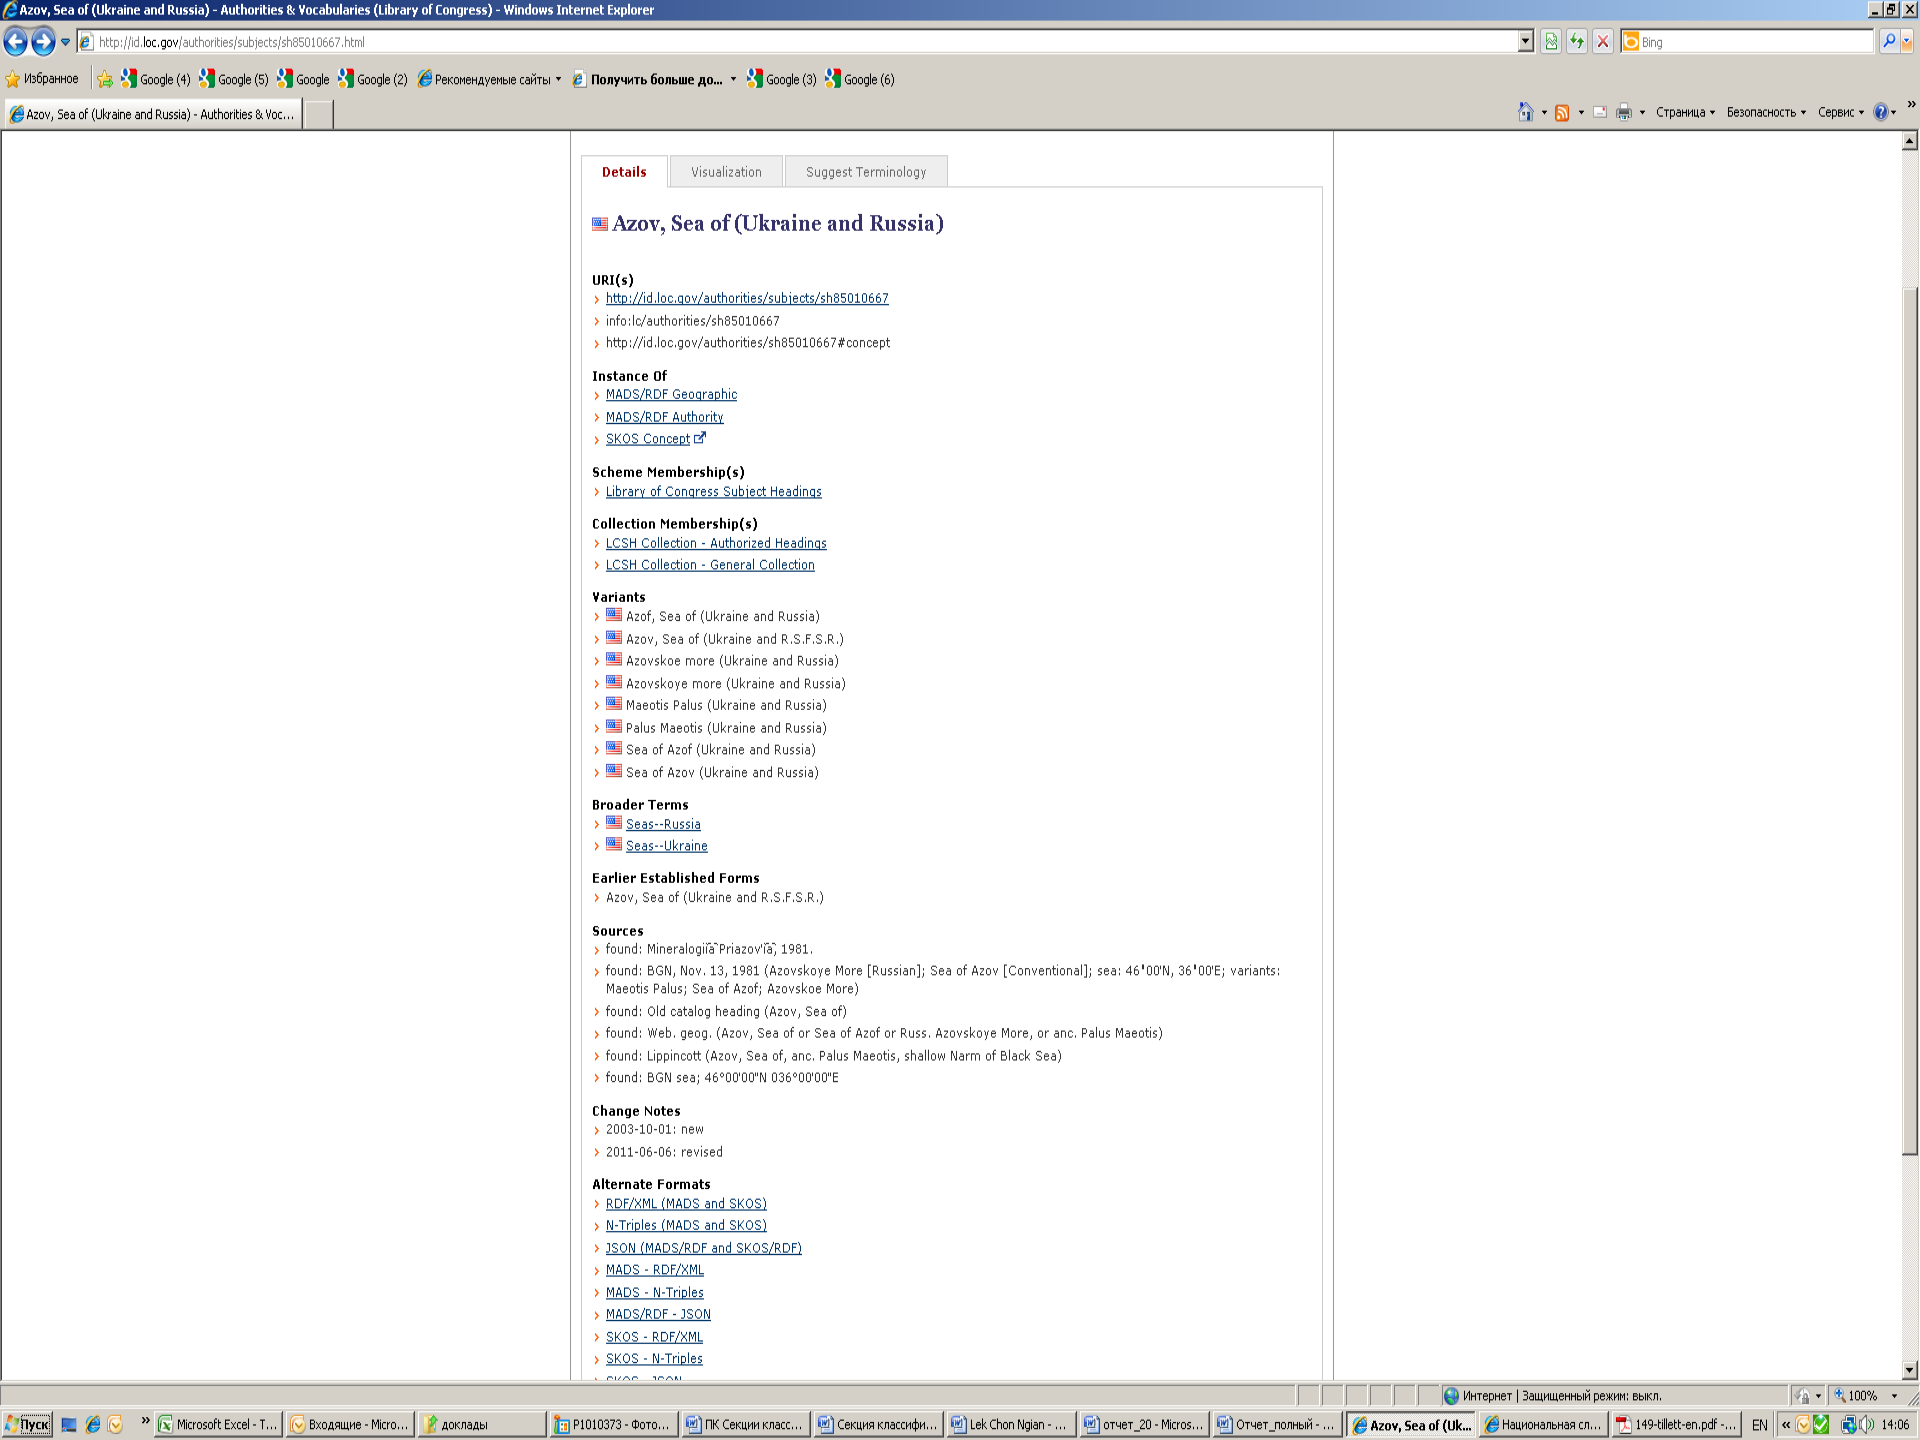 Azov, Sea of (Ukraine and Russia) - Authorities & Vocabularies (Library of Congress) - Windows Internet Explorer
http://id.loc.gov/authorities/subjects/sh85010667.html
Bing
Избранное Google (4) Google (5) Google Google (2) Рекомендуемые сайты Получить больше до... Google (3) Google (6)
Azov, Sea of (Ukraine and Russia) - Authorities & Voc...
Страница Безопасность Сервис
Details Visualization Suggest Terminology
Azov, Sea of (Ukraine and Russia)
URI(s)
http://id.loc.gov/authorities/subjects/sh85010667
info:lc/authorities/sh85010667
http://id.loc.gov/authorities/sh85010667#concept
Instance Of
MADS/RDF Geographic
MADS/RDF Authority
SKOS Concept
Scheme Membership(s)
Library of Congress Subject Headings
Collection Membership(s)
LCSH Collection - Authorized Headings
LCSH Collection - General Collection
Variants
Azof, Sea of (Ukraine and Russia)
Azov, Sea of (Ukraine and R.S.F.S.R.)
Azovskoe more (Ukraine and Russia)
Azovskoye more (Ukraine and Russia)
Maeotis Palus (Ukraine and Russia)
Palus Maeotis (Ukraine and Russia)
Sea of Azof (Ukraine and Russia)
Sea of Azov (Ukraine and Russia)
Broader Terms
Seas--Russia
Seas--Ukraine
Earlier Established Forms
Azov, Sea of (Ukraine and R.S.F.S.R.)
Sources
found: Mineralogii︠a︡ Priazov'i︠a︡, 1981.
found: BGN, Nov. 13, 1981 (Azovskoye More [Russian]; Sea of Azov [Conventional]; sea: 46°00'N, 36°00'E; variants:
Maeotis Palus; Sea of Azof; Azovskoe More)
found: Old catalog heading (Azov, Sea of)
found: Web. geog. (Azov, Sea of or Sea of Azof or Russ. Azovskoye More, or anc. Palus Maeotis)
found: Lippincott (Azov, Sea of, anc. Palus Maeotis, shallow Narm of Black Sea)
found: BGN sea; 46°00'00"N 036°00'00"E
Change Notes
2003-10-01: new
2011-06-06: revised
Alternate Formats
RDF/XML (MADS and SKOS)
N-Triples (MADS and SKOS)
JSON (MADS/RDF and SKOS/RDF)
MADS - RDF/XML
MADS - N-Triples
MADS/RDF - JSON
SKOS - RDF/XML
SKOS - N-Triples
SKOS - JSON
Интернет | Защищенный режим: выкл. 100%
Пуск » Microsoft Excel - T... Входящие - Micro... доклады P1010373 - Фото... ПК Секции класс... Секция классифи... Lek Chon Ngian - ... отчет_20 - Micros... Отчет_полный - ... Azov, Sea of (Uk... Национальная сл... 149-tillett-en.pdf -... EN « 14:06